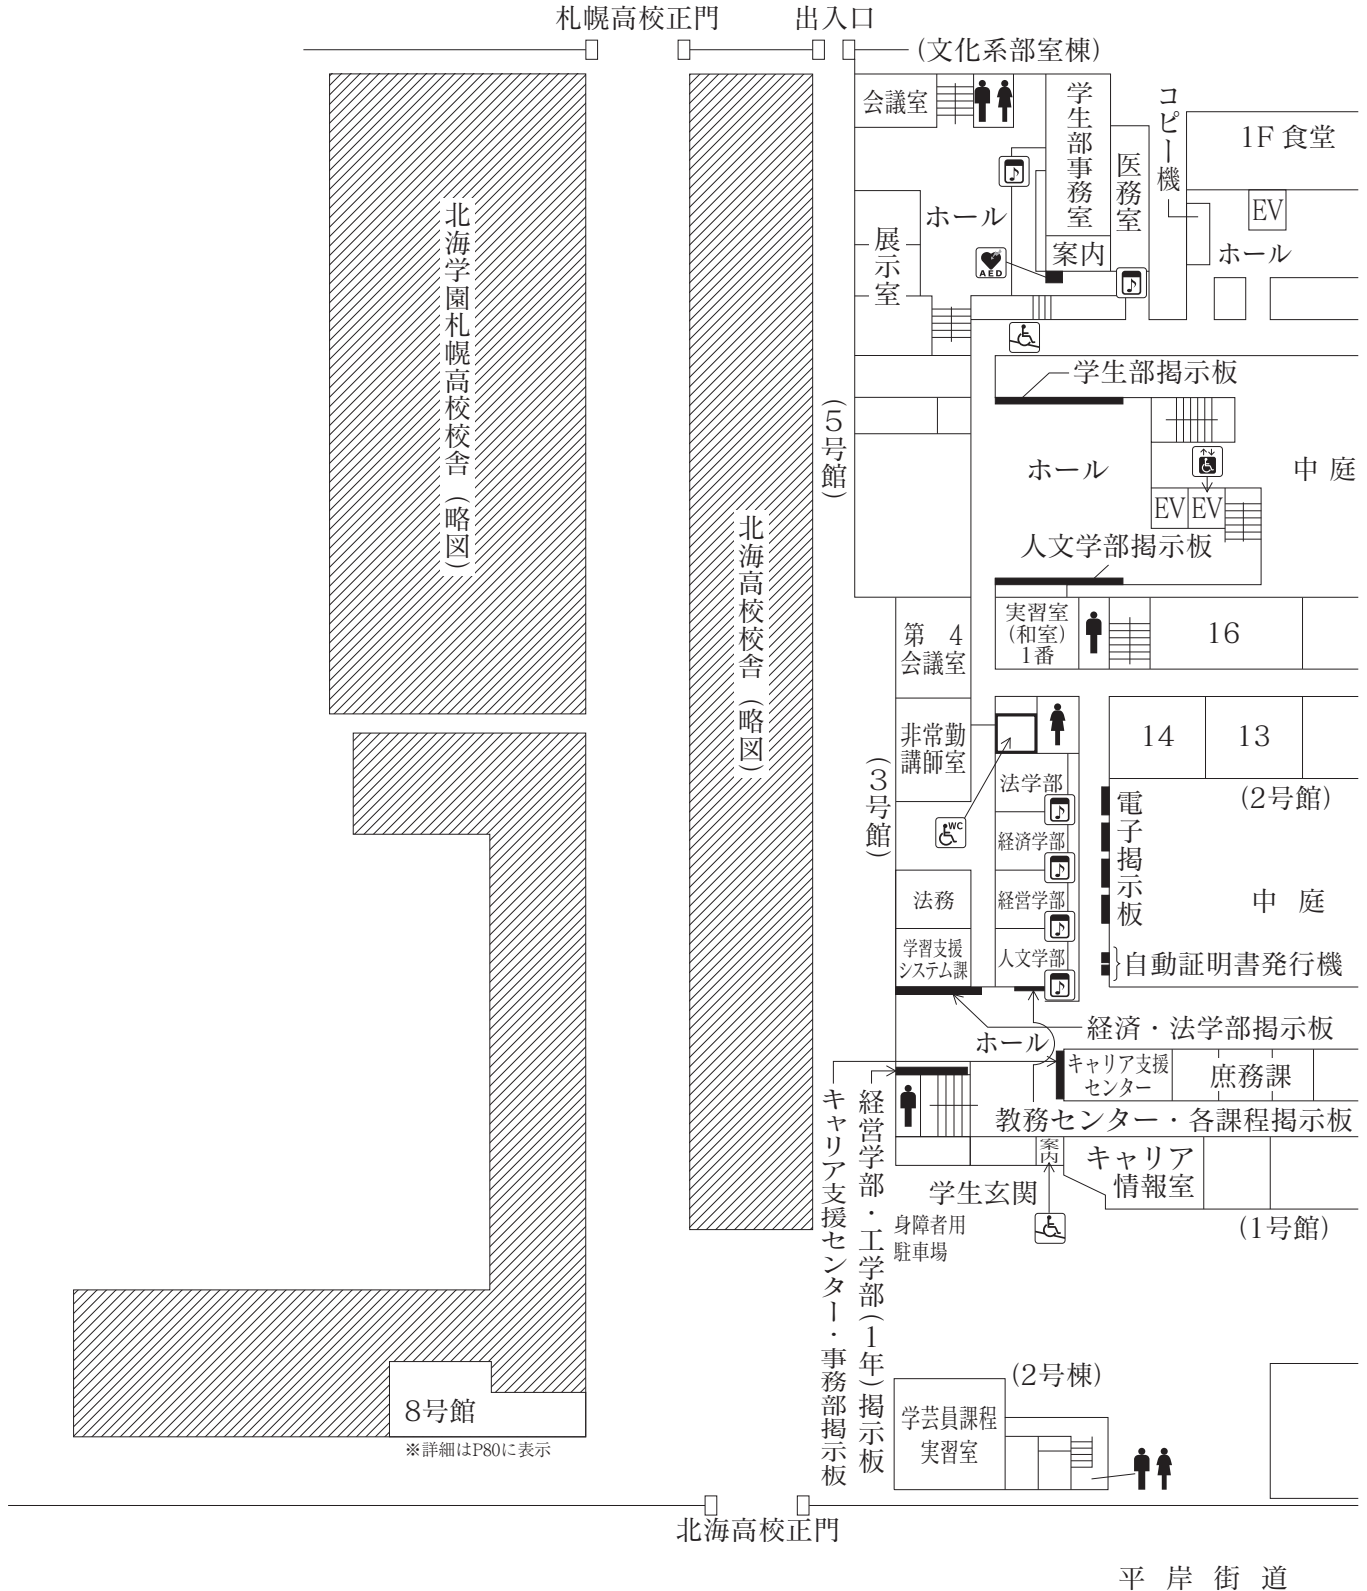 札幌高校正門
出入口
(文化系部室棟)
会議室
学生部事務室
医務室
コピー機
1F 食堂
EV
ホール
ホール
展示室
案内
AED
北海学園札幌高校校舎(略図)
北海高校校舎(略図)
(5号館)
学生部掲示板
ホール
中庭
EV
EV
人文学部掲示板
第4
会議室
実習室
(和室)
1番
16
非常勤
講師室
14
13
(3号館)
法学部
(2号館)
電子掲示板
WC
経済学部
法務
経営学部
中庭
学習支援
システム課
人文学部
自動証明書発行機
経済・法学部掲示板
ホール
キャリア支援
センター
庶務課
教務センター・各課程掲示板
キャリア支援センター・事務部掲示板
経営学部・工学部(1年)掲示板
案内
キャリア
情報室
学生玄関
身障者用
駐車場
(1号館)
(2号棟)
学芸員課程
実習室
8号館
※詳細はP80に表示
北海高校正門
平岸街道